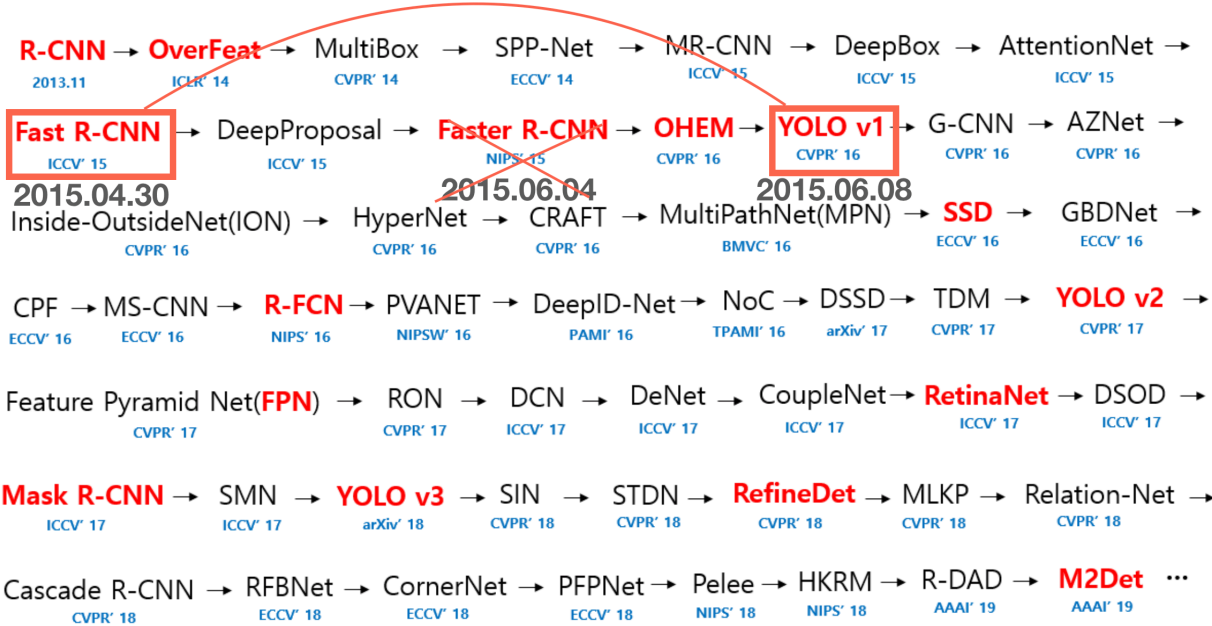 R-CNN → OverFeat → MultiBox → SPP-Net → MR-CNN → DeepBox → AttentionNet →
2013.11 ICLR' 14 CVPR' 14 ECCV' 14 ICCV' 15 ICCV' 15 ICCV' 15
Fast R-CNN → DeepProposal → Faster R-CNN → OHEM → YOLO v1 → G-CNN → AZNet →
ICCV' 15 ICCV' 15 NIPS' 15 CVPR' 16 CVPR' 16 CVPR' 16 CVPR' 16
2015.04.30 2015.06.04 2015.06.08
Inside-OutsideNet(ION) → HyperNet → CRAFT → MultiPathNet(MPN) → SSD → GBDNet →
CVPR' 16 CVPR' 16 CVPR' 16 BMVC' 16 ECCV' 16 ECCV' 16
CPF → MS-CNN → R-FCN → PVANET → DeepID-Net → NoC → DSSD → TDM → YOLO v2 →
ECCV' 16 ECCV' 16 NIPS' 16 NIPSW' 16 PAMI' 16 TPAMI' 16 arXiv' 17 CVPR' 17 CVPR' 17
Feature Pyramid Net(FPN) → RON → DCN → DeNet → CoupleNet → RetinaNet → DSOD →
CVPR' 17 CVPR' 17 ICCV' 17 ICCV' 17 ICCV' 17 ICCV' 17 ICCV' 17
Mask R-CNN → SMN → YOLO v3 → SIN → STDN → RefineDet → MLKP → Relation-Net →
ICCV' 17 ICCV' 17 arXiv' 18 CVPR' 18 CVPR' 18 CVPR' 18 CVPR' 18 CVPR' 18
Cascade R-CNN → RFBNet → CornerNet → PFPNet → Pelee → HKRM → R-DAD → M2Det ···
CVPR' 18 ECCV' 18 ECCV' 18 ECCV' 18 NIPS' 18 NIPS' 18 AAAI' 19 AAAI' 19